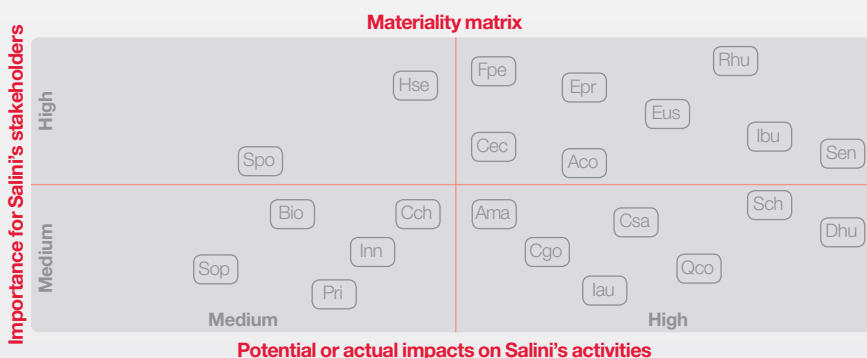 Materiality matrix
Importance for Salini's stakeholders
High
Medium
Rhu
Fpe
Hse
Epr
Eus
Ibu
Cec
Sen
Spo
Aco
Sch
Bio
Cch
Ama
Csa
Dhu
Inn
Cgo
Sop
Qco
Pri
Iau
Medium
High
Potential or actual impacts on Salini's activities